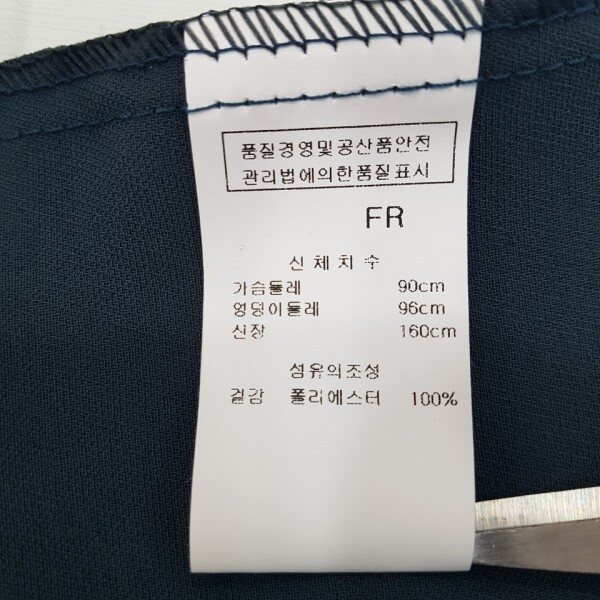 품질경영및공산품안전
관리법에의한품질표시
FR
신체치수
가슴둘레 90cm
엉덩이둘레 96cm
신장 160cm
섬유의조성
겉감 폴리에스터 100%